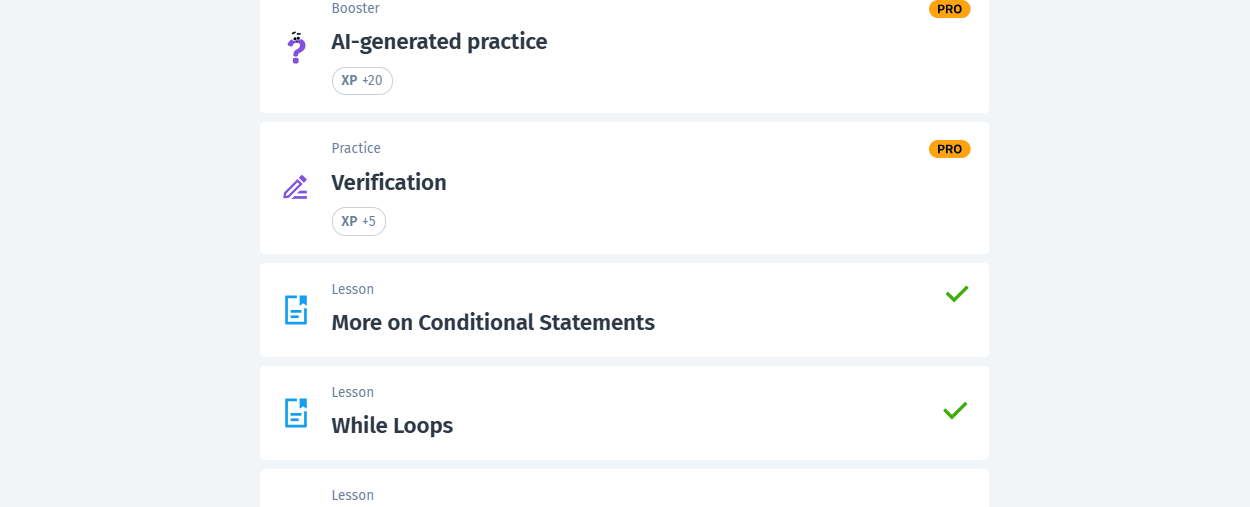 Booster
PRO
AI-generated practice
XP +20
Practice
PRO
Verification
XP +5
Lesson
More on Conditional Statements
Lesson
While Loops
Lesson